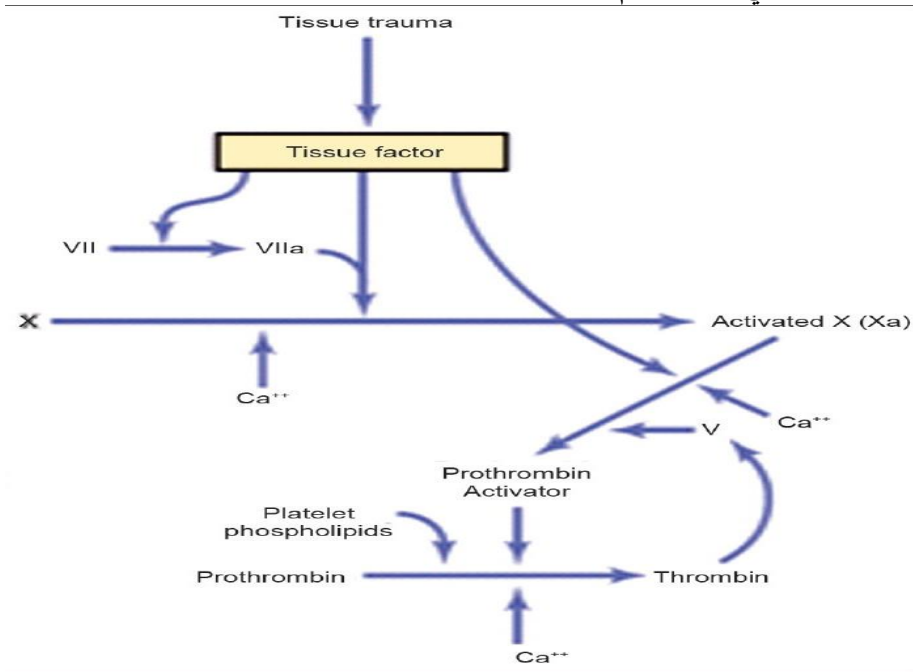 Tissue trauma
Tissue factor
VII
VIIa
X
Activated X (Xa)
Ca⁺⁺
Ca⁺⁺
V
Prothrombin
Activator
Platelet
phospholipids
Prothrombin
Thrombin
Ca⁺⁺